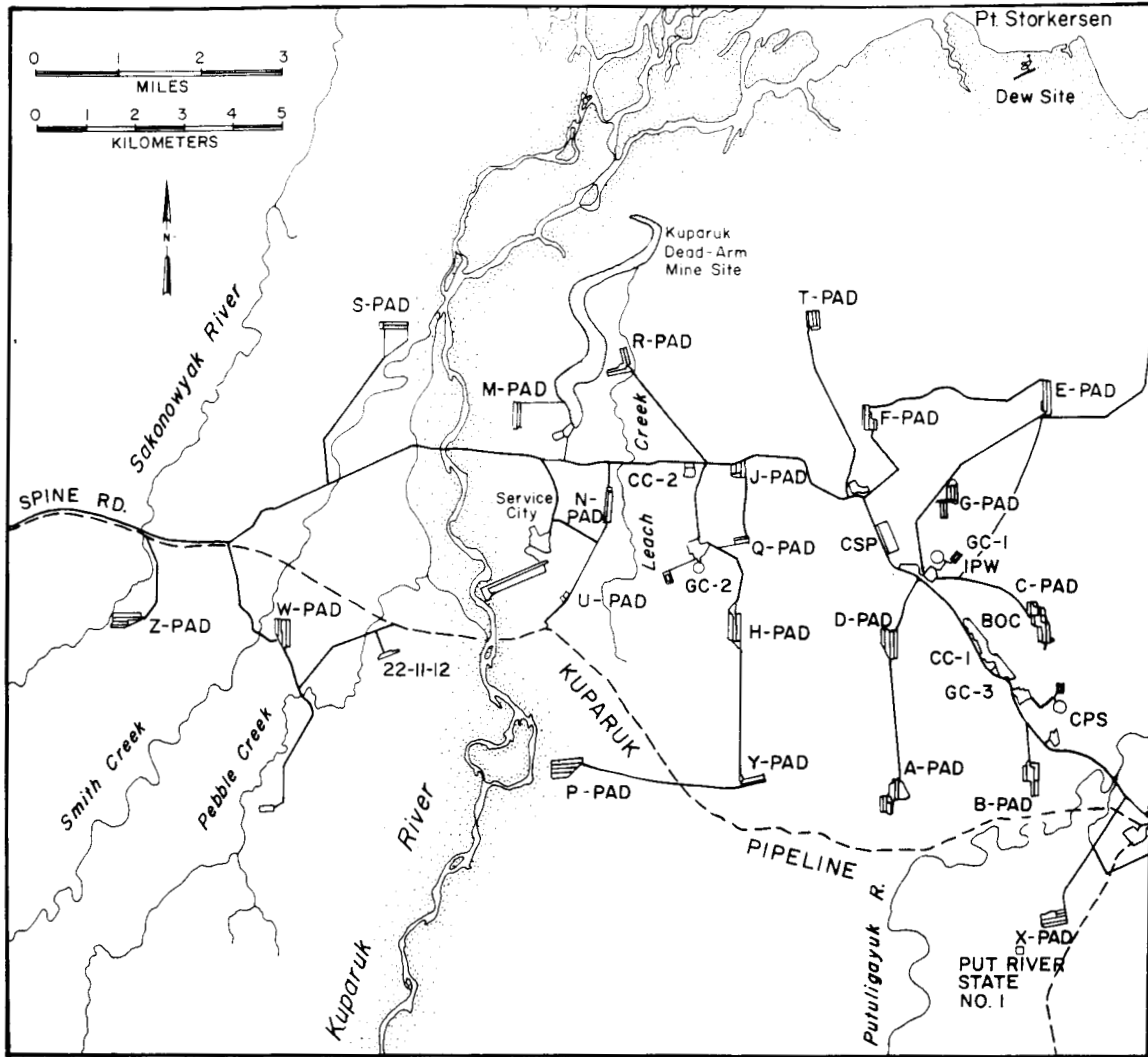 Pt. Storkersen
0 1 2 3
MILES
Dew Site
0 1 2 3 4 5
KILOMETERS
N
Kuparuk
Dead-Arm
Mine Site
Sakonowyak River
S-PAD
T-PAD
R-PAD
M-PAD
E-PAD
F-PAD
Creek
Leach
SPINE RD.
CC-2
J-PAD
Service
City
N-
PAD
G-PAD
CSP
Q-PAD
GC-1
IPW
GC-2
C-PAD
U-PAD
Z-PAD
W-PAD
H-PAD
D-PAD
BOC
22-11-12
CC-1
GC-3
CPS
KUPARUK
PIPELINE
Smith Creek
Pebble Creek
P-PAD
Y-PAD
A-PAD
B-PAD
Kuparuk River
Putuligayuk R.
X-PAD
PUT RIVER
STATE
NO. 1